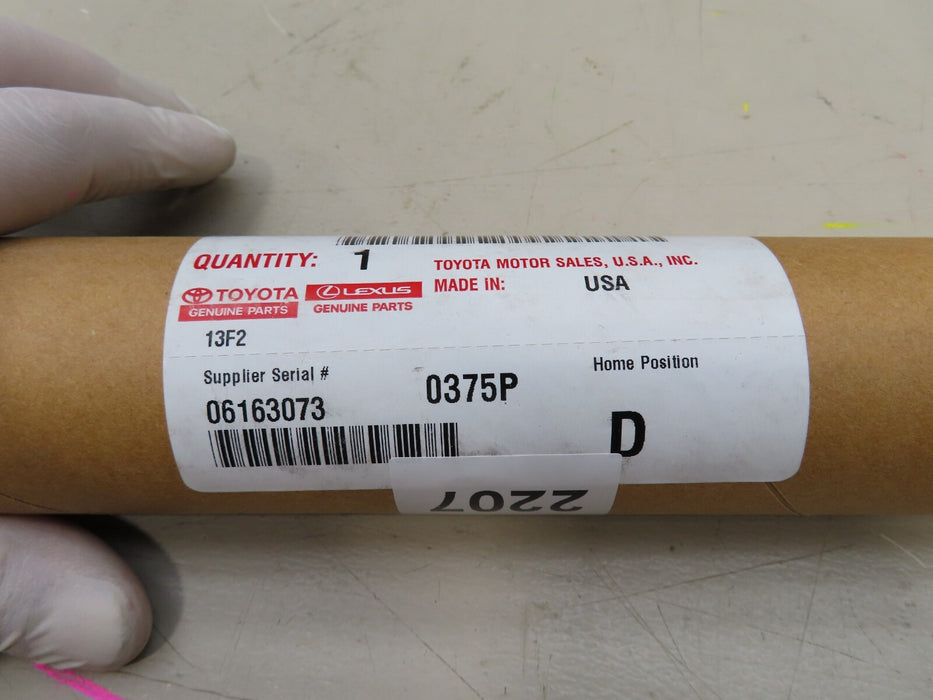 QUANTITY: 1
TOYOTA MOTOR SALES, U.S.A., INC.
MADE IN: USA
TOYOTA
GENUINE PARTS
LEXUS
GENUINE PARTS
13F2
Supplier Serial #
06163073
0375P
Home Position
D
2207